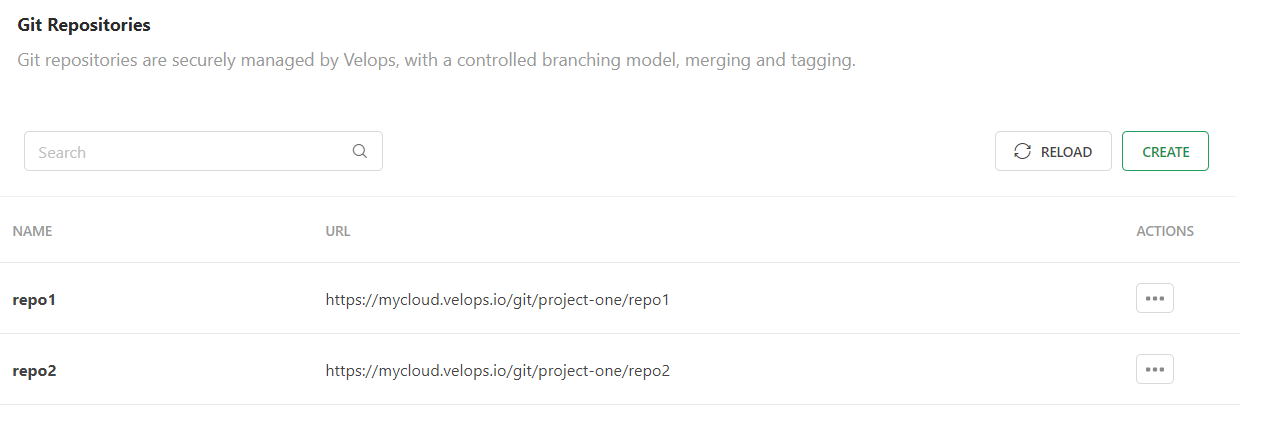 Git Repositories
Git repositories are securely managed by Velops, with a controlled branching model, merging and tagging.
Search
RELOAD
CREATE
NAME URL ACTIONS
repo1 https://mycloud.velops.io/git/project-one/repo1
repo2 https://mycloud.velops.io/git/project-one/repo2